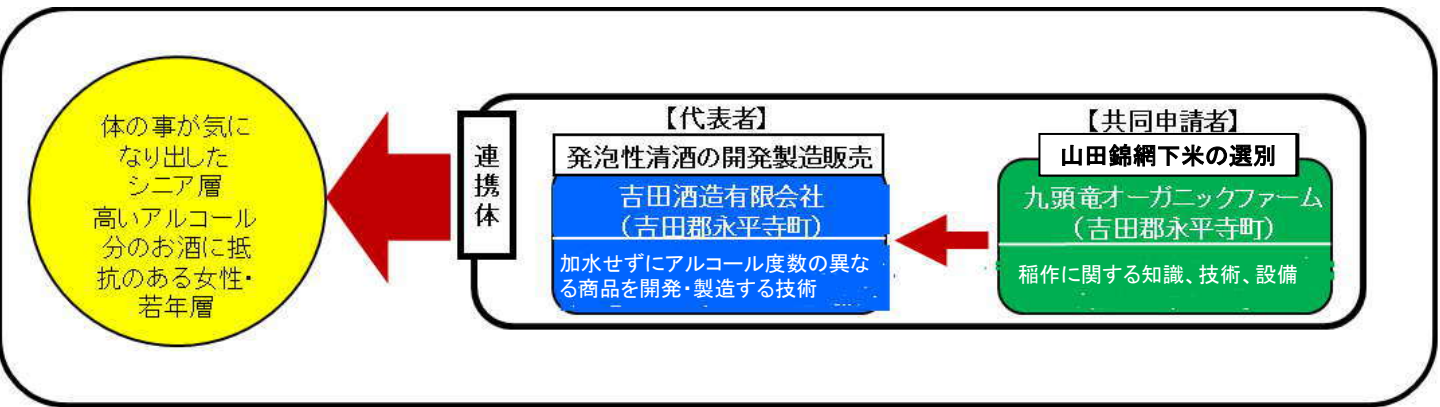 体の事が気に
なり出した
シニア層
高いアルコール
分のお酒に抵
抗のある女性・
若年層
連
携
体
【代表者】
発泡性清酒の開発製造販売
吉田酒造有限会社
（吉田郡永平寺町）
加水せずにアルコール度数の異な
る商品を開発・製造する技術
【共同申請者】
山田錦網下米の選別
九頭竜オーガニックファーム
（吉田郡永平寺町）
稲作に関する知識、技術、設備